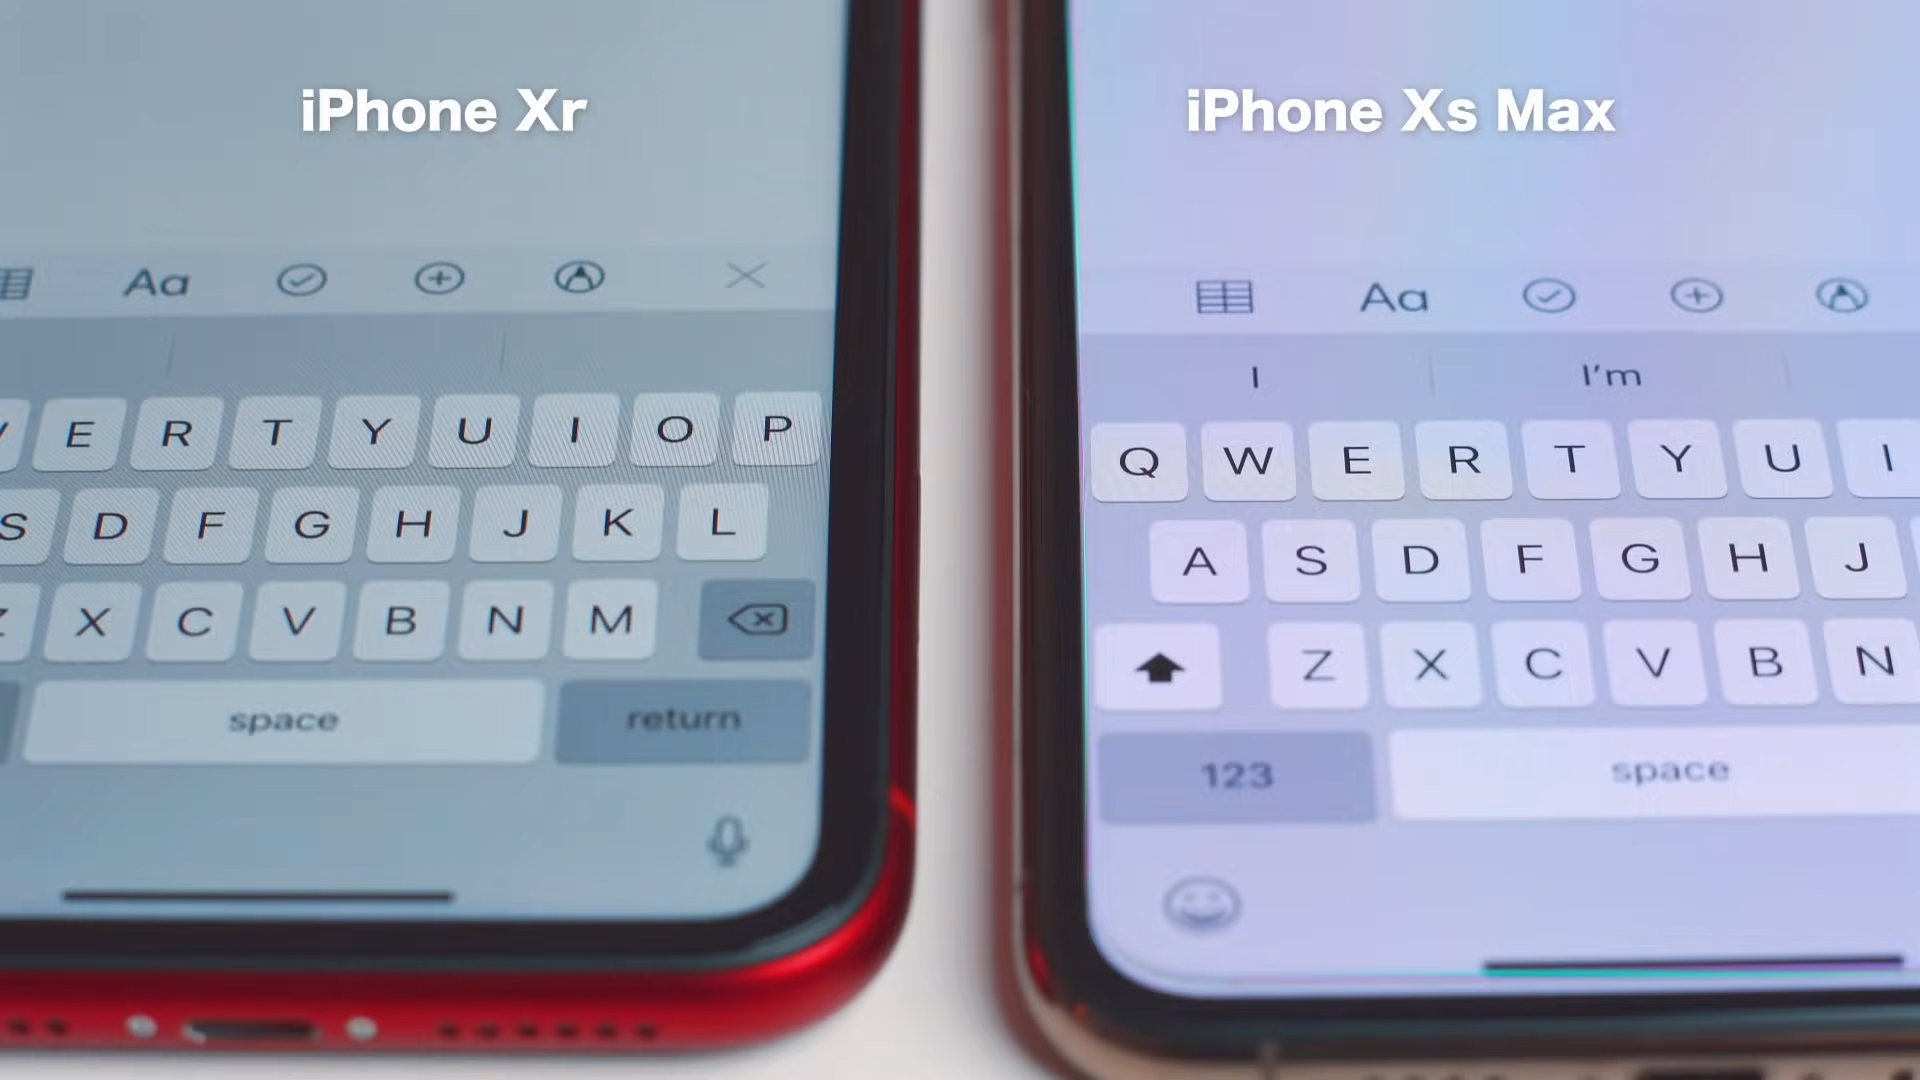 iPhone Xr
Aa
E R T Y U I O P
S D F G H J K L
Z X C V B N M
space return
iPhone Xs Max
Aa
I I'm
Q W E R T Y U I
A S D F G H J
Z X C V B N
123 space